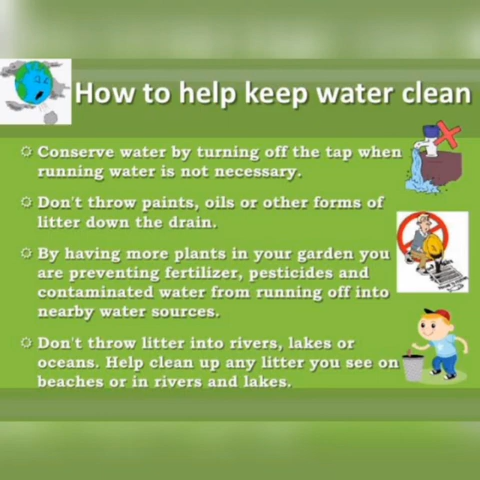 How to help keep water clean
Conserve water by turning off the tap when
running water is not necessary.
Don't throw paints, oils or other forms of
litter down the drain.
By having more plants in your garden you
are preventing fertilizer, pesticides and
contaminated water from running off into
nearby water sources.
Don't throw litter into rivers, lakes or
oceans. Help clean up any litter you see on
beaches or in rivers and lakes.